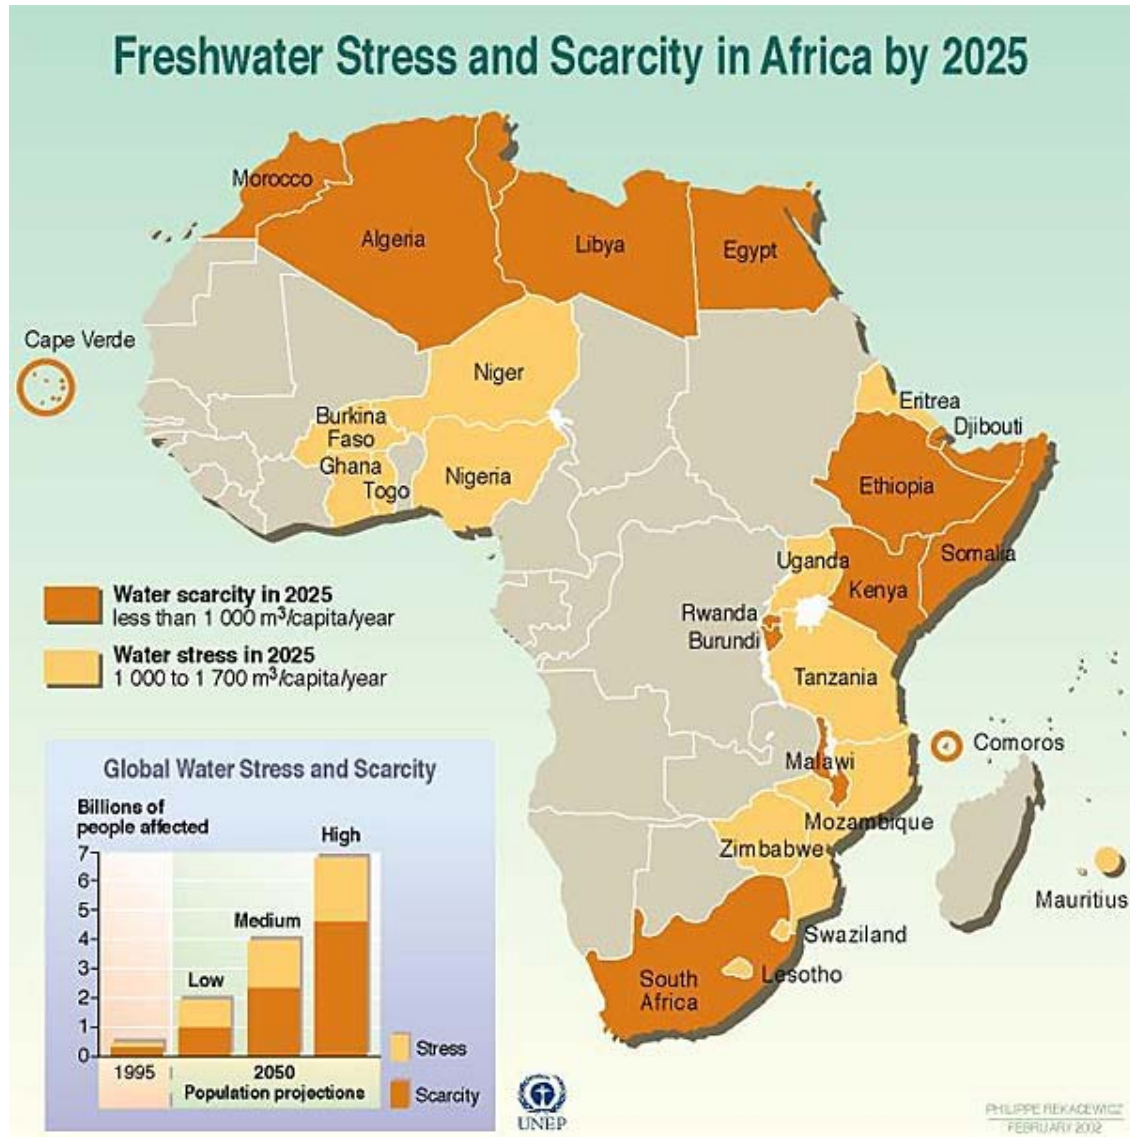 Freshwater Stress and Scarcity in Africa by 2025
Morocco
Algeria
Libya
Egypt
Cape Verde
Niger
Burkina
Faso
Ghana
Togo
Nigeria
Eritrea
Djibouti
Ethiopia
Somalia
Uganda
Kenya
Rwanda
Burundi
Tanzania
Comoros
Malawi
Mozambique
Zimbabwe
Mauritius
Swaziland
Lesotho
South
Africa
Water scarcity in 2025
less than 1 000 m³/capita/year
Water stress in 2025
1 000 to 1 700 m³/capita/year
Global Water Stress and Scarcity
Billions of
people affected
High
7
6
5
Medium
4
3
Low
2
1
0
1995
2050
Population projections
Stress
Scarcity
UNEP
PHILIPPE REKACEWICZ
FEBRUARY 2002